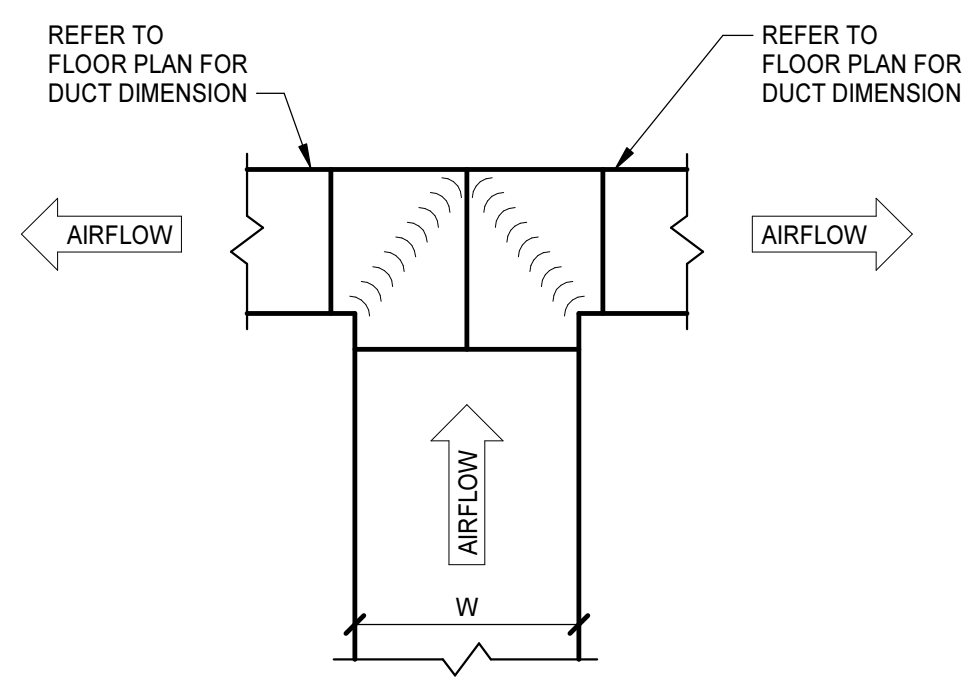 REFER TO
FLOOR PLAN FOR
DUCT DIMENSION
REFER TO
FLOOR PLAN FOR
DUCT DIMENSION
AIRFLOW
AIRFLOW
AIRFLOW
W